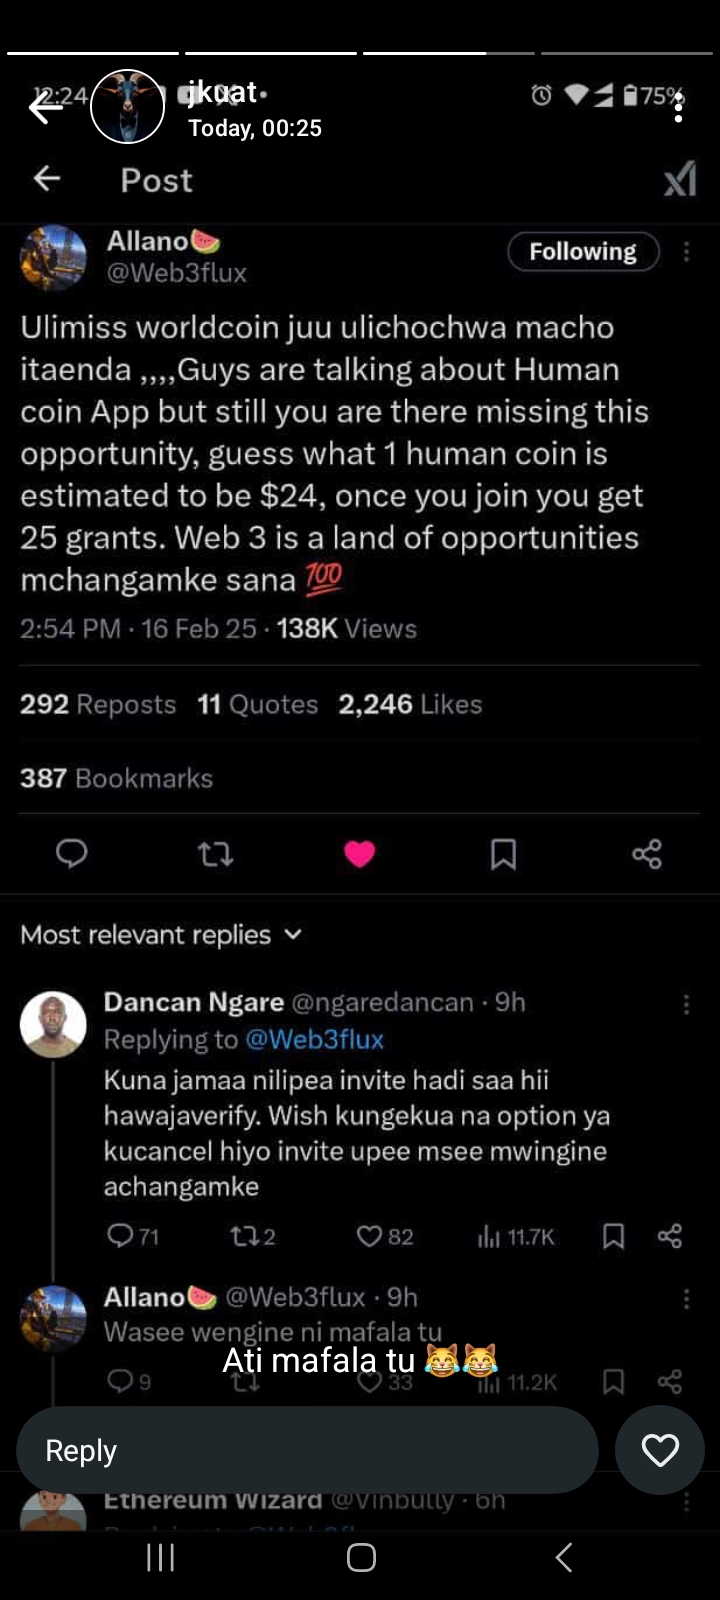 12:24
75%
jkuat
Today, 00:25
Post
Allano🍉
@Web3flux
Following
Ulimiss worldcoin juu ulichochwa macho
itaenda ,,,,Guys are talking about Human
coin App but still you are there missing this
opportunity, guess what 1 human coin is
estimated to be $24, once you join you get
25 grants. Web 3 is a land of opportunities
mchangamke sana 💯
2:54 PM · 16 Feb 25 · 138K Views
292 Reposts 11 Quotes 2,246 Likes
387 Bookmarks
Most relevant replies
Dancan Ngare @ngaredancan · 9h
Replying to @Web3flux
Kuna jamaa nilipea invite hadi saa hii
hawajaverify. Wish kungekua na option ya
kucancel hiyo invite upee msee mwingine
achangamke
71 2 82 11.7K
Allano🍉 @Web3flux · 9h
Wasee wengine ni mafala tu
Ati mafala tu 😹😹
9 33 11.2K
Reply
Ethereum Wizard @Vinbully · 6h